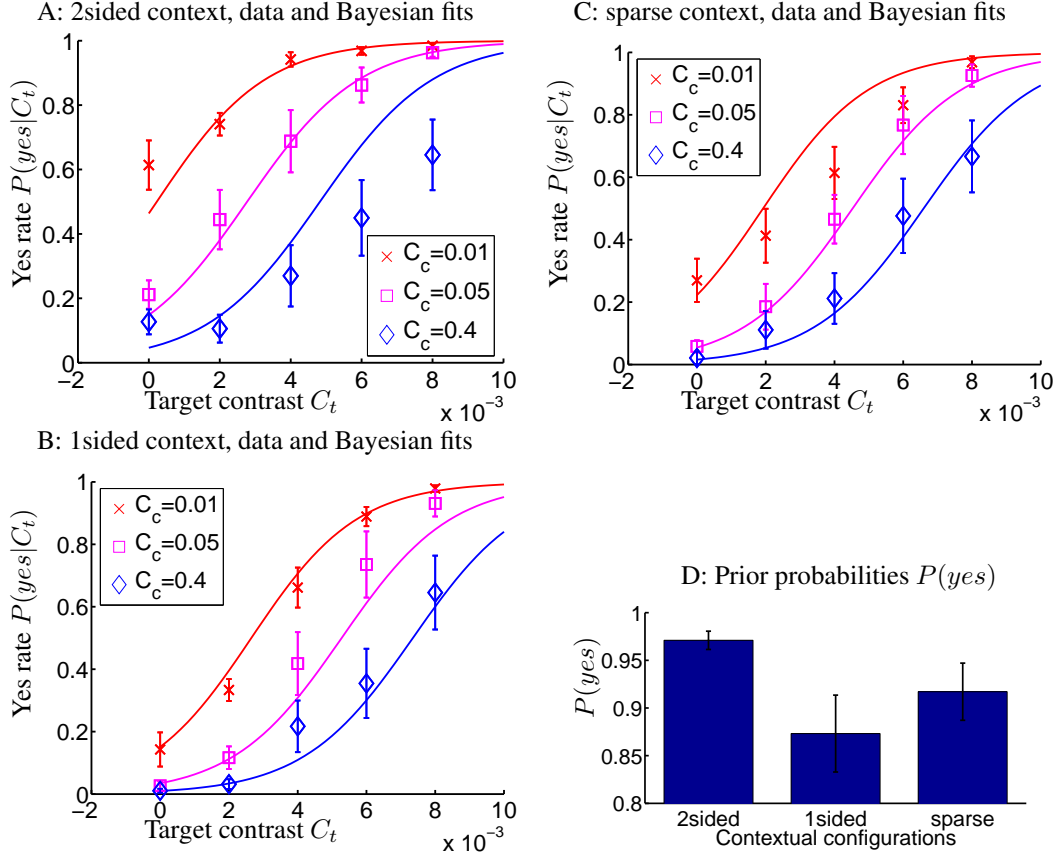 A: 2sided context, data and Bayesian fits
Yes rate P(yes|C_t)
1
0.8
0.6
0.4
0.2
0
−2
0
2
4
6
8
10
Target contrast C_t
x 10⁻³
C_c=0.01
C_c=0.05
C_c=0.4
C: sparse context, data and Bayesian fits
Yes rate P(yes|C_t)
1
0.8
0.6
0.4
0.2
0
−2
0
2
4
6
8
10
Target contrast C_t
x 10⁻³
C_c=0.01
C_c=0.05
C_c=0.4
B: 1sided context, data and Bayesian fits
Yes rate P(yes|C_t)
1
0.8
0.6
0.4
0.2
0
−2
0
2
4
6
8
10
Target contrast C_t
x 10⁻³
C_c=0.01
C_c=0.05
C_c=0.4
D: Prior probabilities P(yes)
P(yes)
1
0.95
0.9
0.85
0.8
2sided
1sided
sparse
Contextual configurations